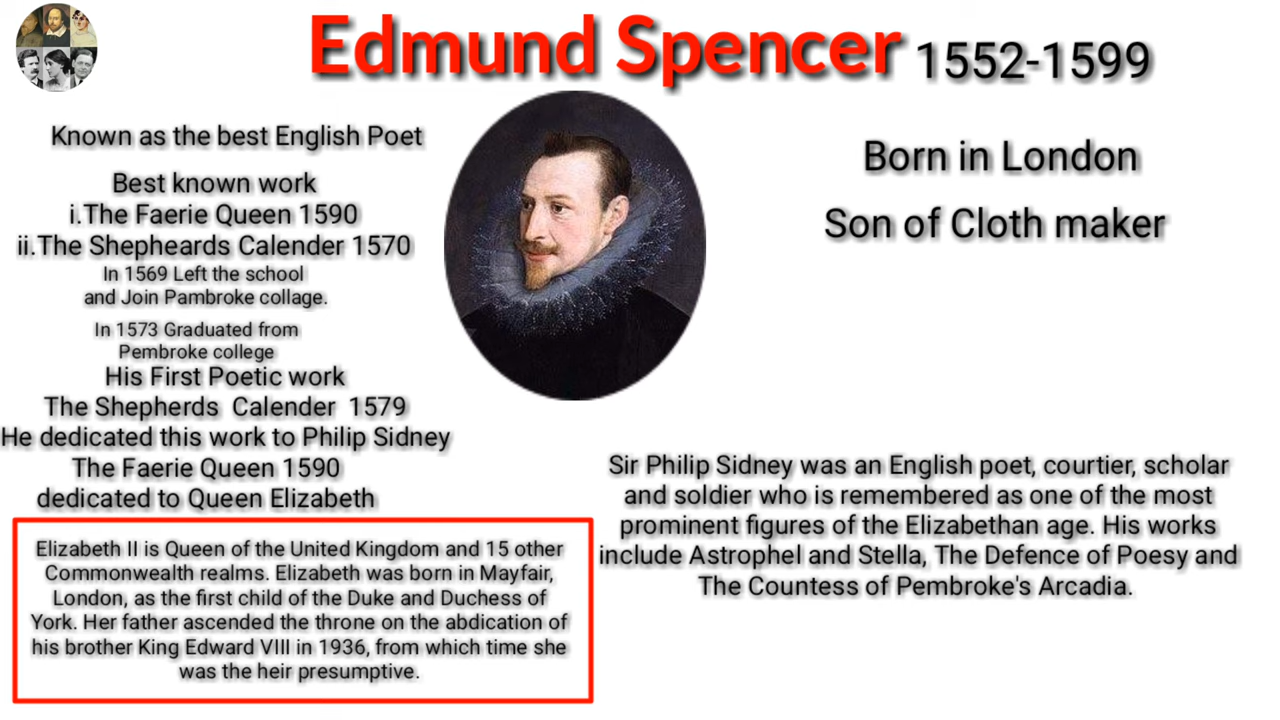 Edmund Spencer 1552-1599
Known as the best English Poet
Best known work
i.The Faerie Queen 1590
ii.The Shepheards Calender 1570
In 1569 Left the school
and Join Pambroke collage.
In 1573 Graduated from
Pembroke college
His First Poetic work
The Shepherds Calender 1579
He dedicated this work to Philip Sidney
The Faerie Queen 1590
dedicated to Queen Elizabeth
Elizabeth II is Queen of the United Kingdom and 15 other
Commonwealth realms. Elizabeth was born in Mayfair,
London, as the first child of the Duke and Duchess of
York. Her father ascended the throne on the abdication of
his brother King Edward VIII in 1936, from which time she
was the heir presumptive.
Born in London
Son of Cloth maker
Sir Philip Sidney was an English poet, courtier, scholar
and soldier who is remembered as one of the most
prominent figures of the Elizabethan age. His works
include Astrophel and Stella, The Defence of Poesy and
The Countess of Pembroke's Arcadia.